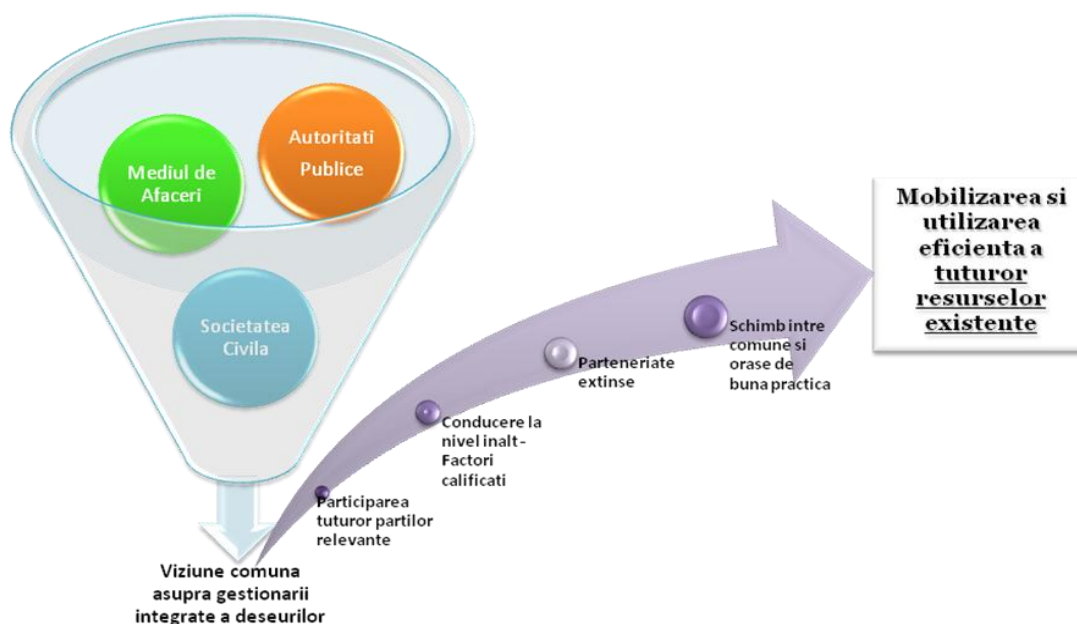 Mediul de
Afaceri
Autoritati
Publice
Societatea
Civila
Viziune comuna
asupra gestionarii
integrate a deseurilor
Participarea
tuturor partilor
relevante
Conducere la
nivel inalt-
Factori
calificati
Parteneriate
extinse
Schimb intre
comune si
orase de
buna practica
Mobilizarea si
utilizarea
eficienta a
tuturor
resurselor
existente